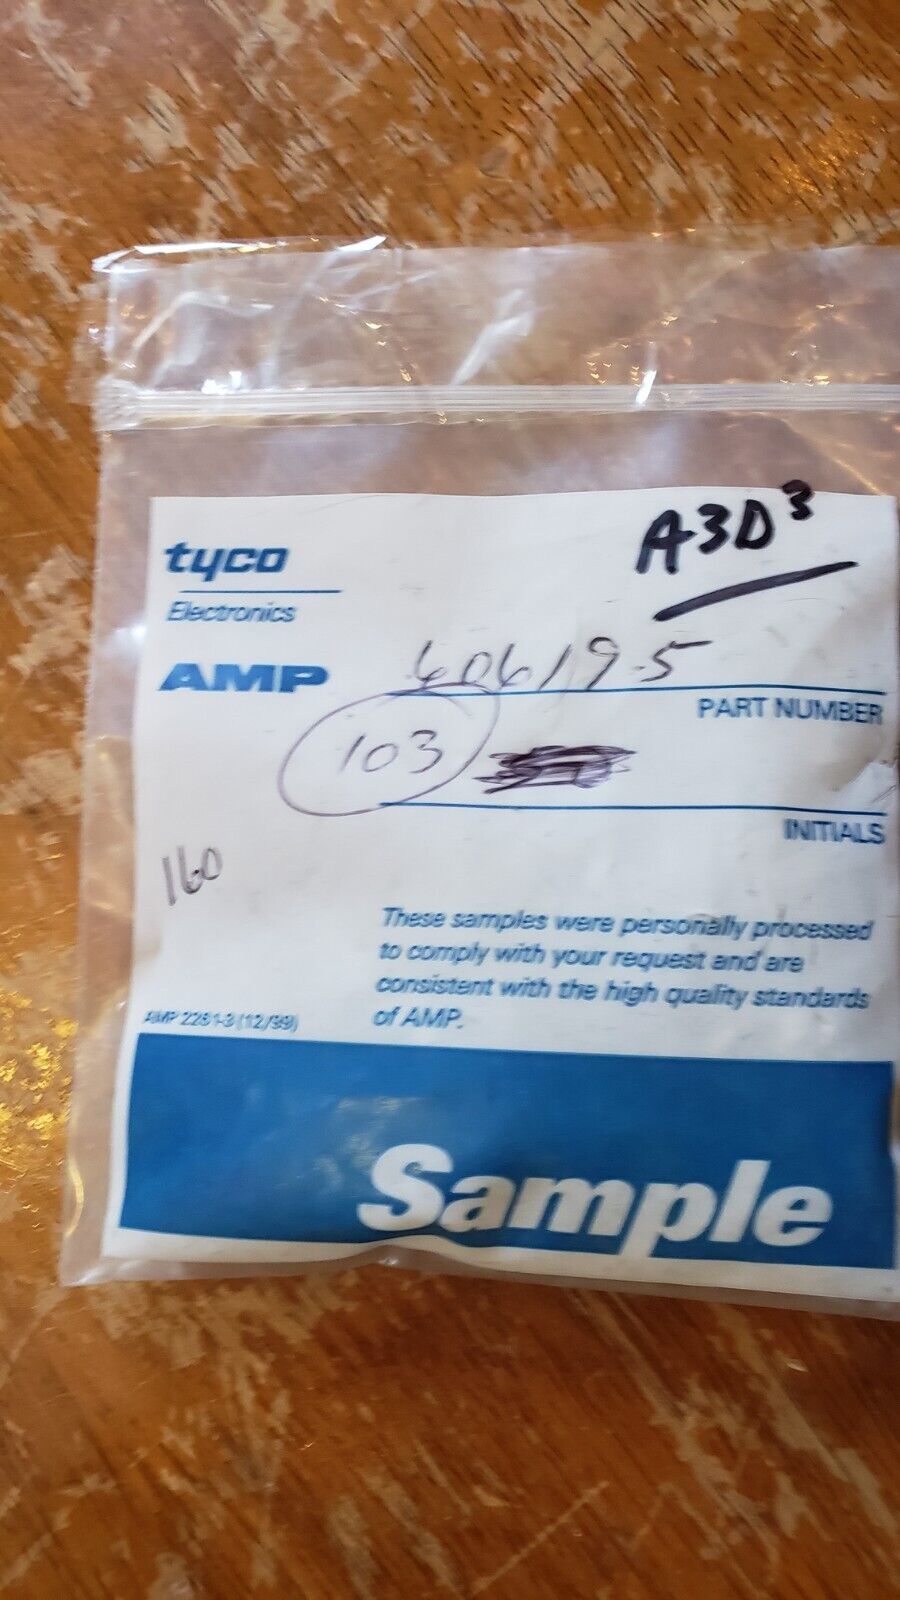 A3D3
tyco
Electronics
AMP 60619-5
PART NUMBER
103
INITIALS
160
These samples were personally processed
to comply with your request and are
consistent with the high quality standards
of AMP.
AMP 2261-3 (12/99)
Sample